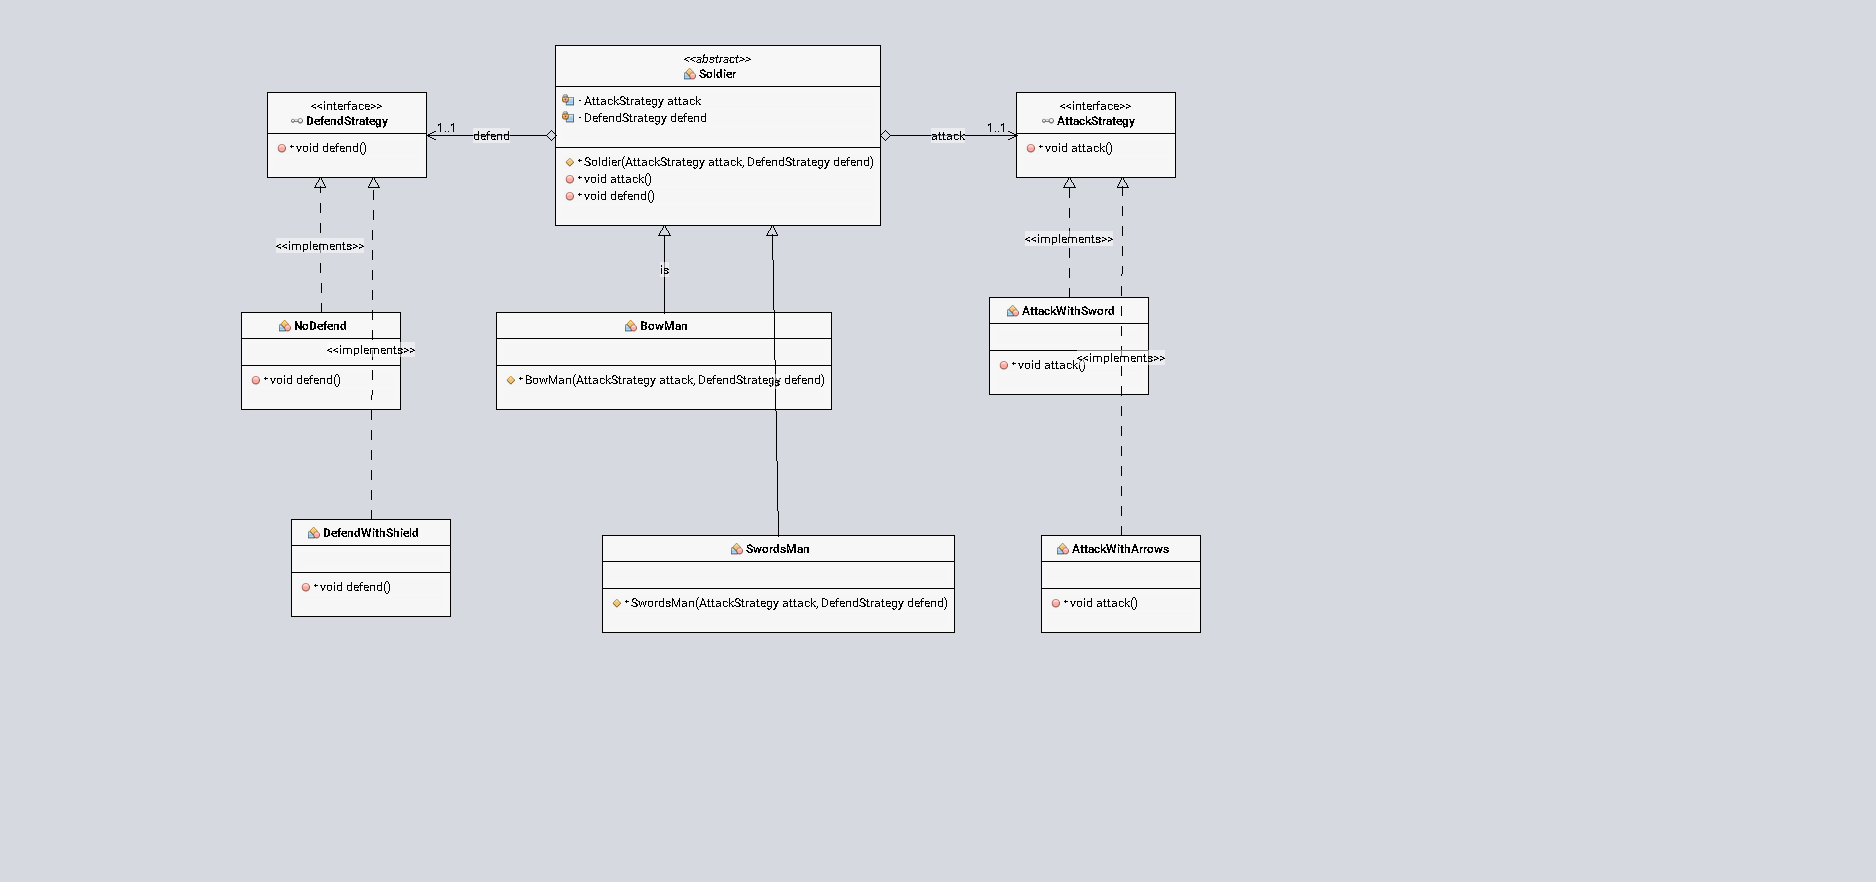 <<abstract>>
Soldier
- AttackStrategy attack
- DefendStrategy defend
+Soldier(AttackStrategy attack, DefendStrategy defend)
+void attack()
+void defend()
<<interface>>
DefendStrategy
+void defend()
1..1
defend
attack
1..1
<<interface>>
AttackStrategy
+void attack()
<<implements>>
<<implements>>
is
is
<<implements>>
<<implements>>
NoDefend
+void defend()
BowMan
+BowMan(AttackStrategy attack, DefendStrategy defend)
AttackWithSword
+void attack()
DefendWithShield
+void defend()
SwordsMan
+SwordsMan(AttackStrategy attack, DefendStrategy defend)
AttackWithArrows
+void attack()